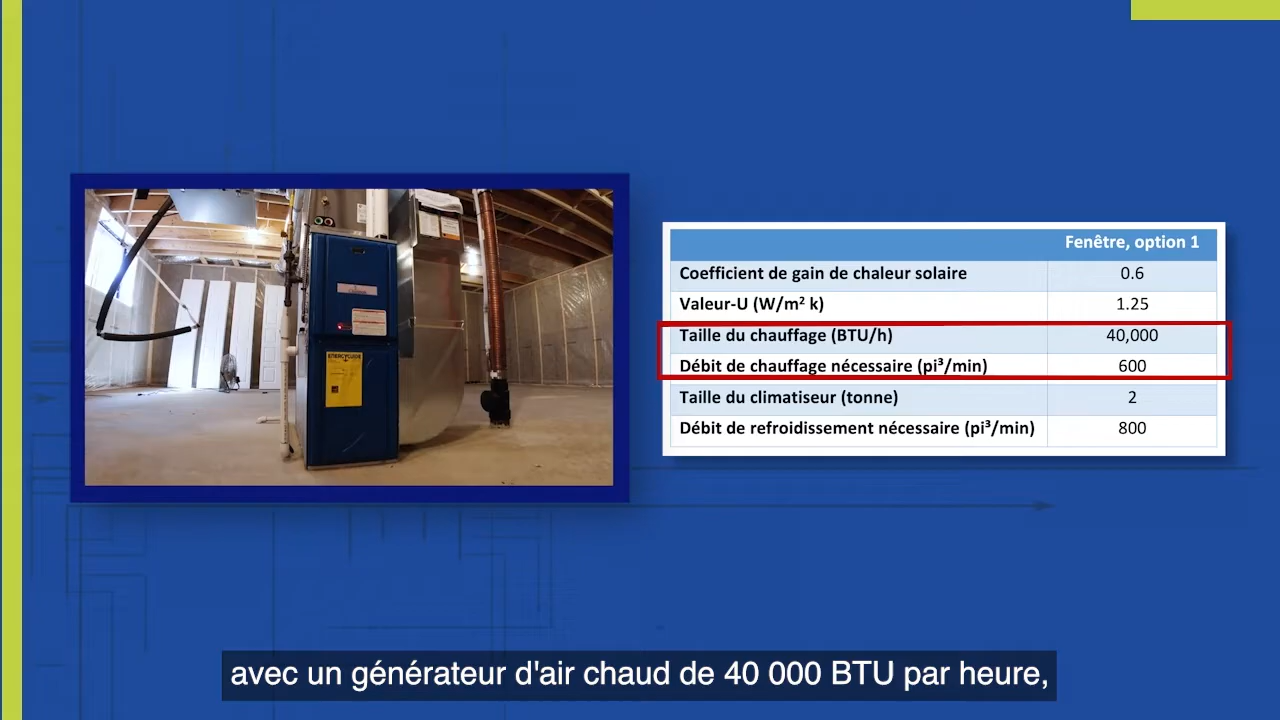 Fenêtre, option 1
Coefficient de gain de chaleur solaire 0.6
Valeur-U (W/m² k) 1.25
Taille du chauffage (BTU/h) 40,000
Débit de chauffage nécessaire (pi³/min) 600
Taille du climatiseur (tonne) 2
Débit de refroidissement nécessaire (pi³/min) 800
ENERGUIDE
avec un générateur d'air chaud de 40 000 BTU par heure,